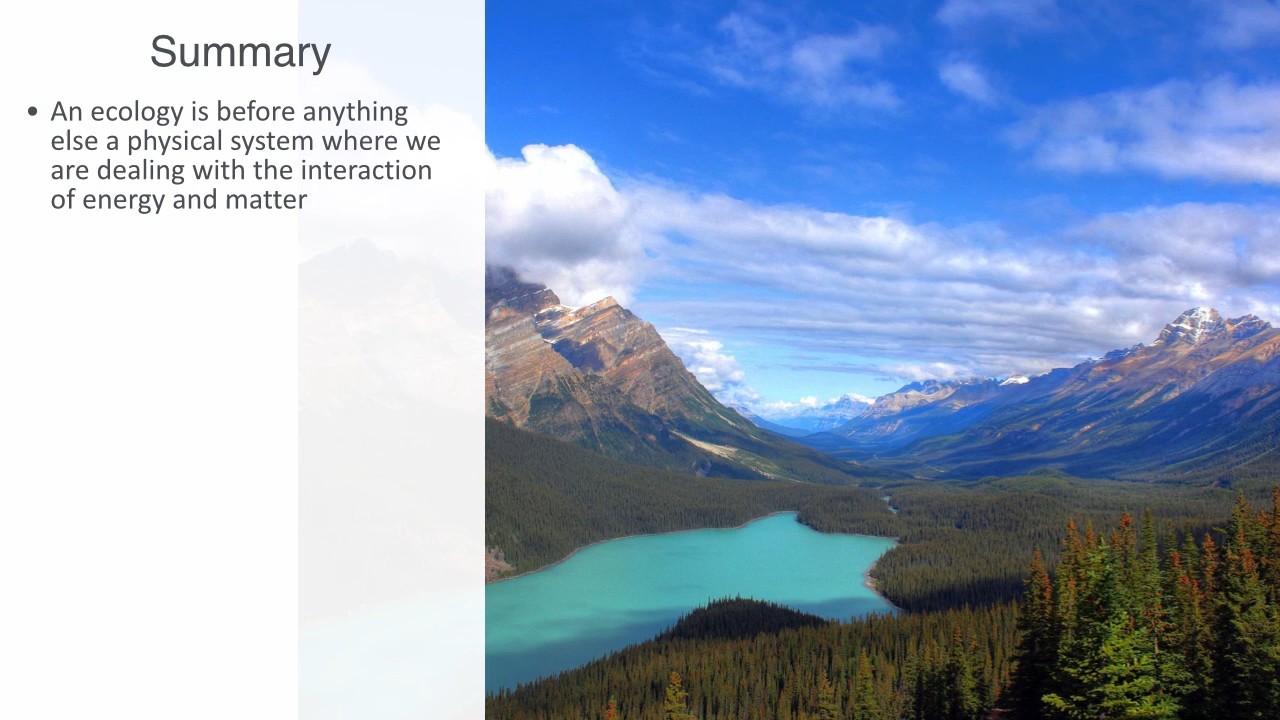 Summary
• An ecology is before anything
else a physical system where we
are dealing with the interaction
of energy and matter